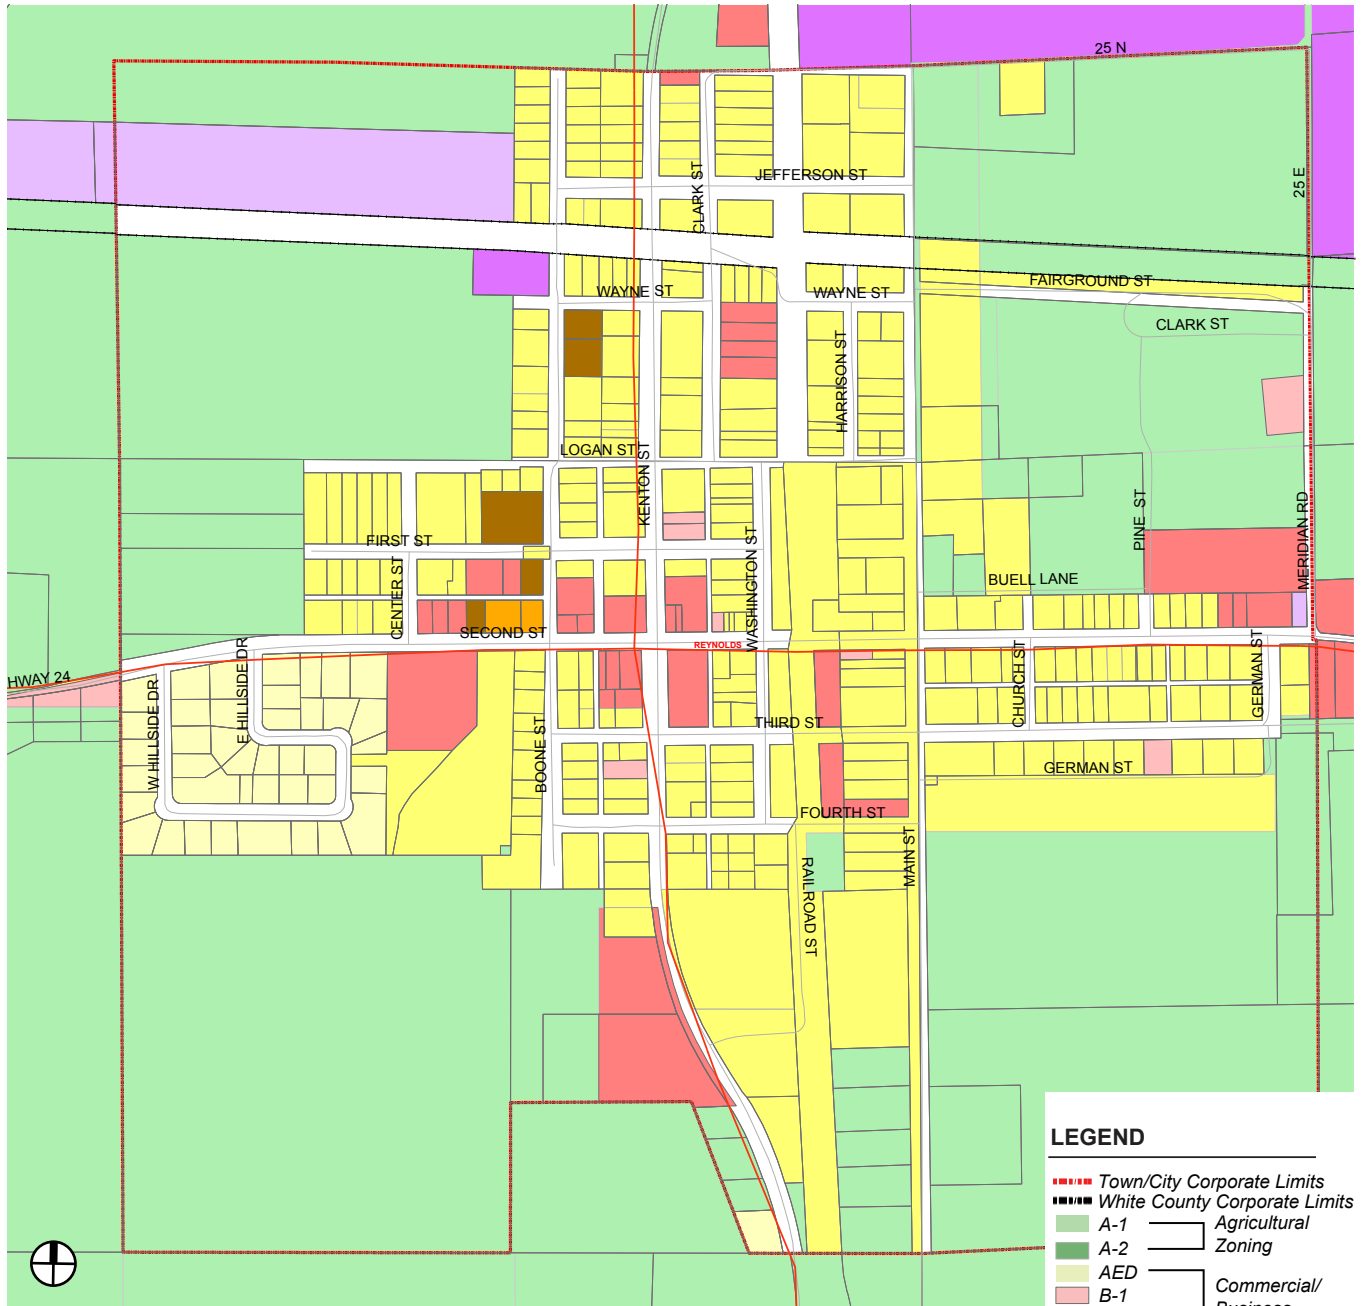 25 N
25 E
JEFFERSON ST
CLARK ST
FAIRGROUND ST
WAYNE ST
WAYNE ST
CLARK ST
HARRISON ST
LOGAN ST
KENTON ST
PINE ST
MERIDIAN RD
FIRST ST
WASHINGTON ST
CENTER ST
BUELL LANE
SECOND ST
REYNOLDS
E HILLSIDE DR
CHURCH ST
GERMAN ST
HWAY 24
W HILLSIDE DR
BOONE ST
THIRD ST
GERMAN ST
FOURTH ST
MAIN ST
RAILROAD ST
LEGEND
Town/City Corporate Limits
White County Corporate Limits
A-1
Agricultural
A-2
Zoning
AED
Commercial/
B-1
Business